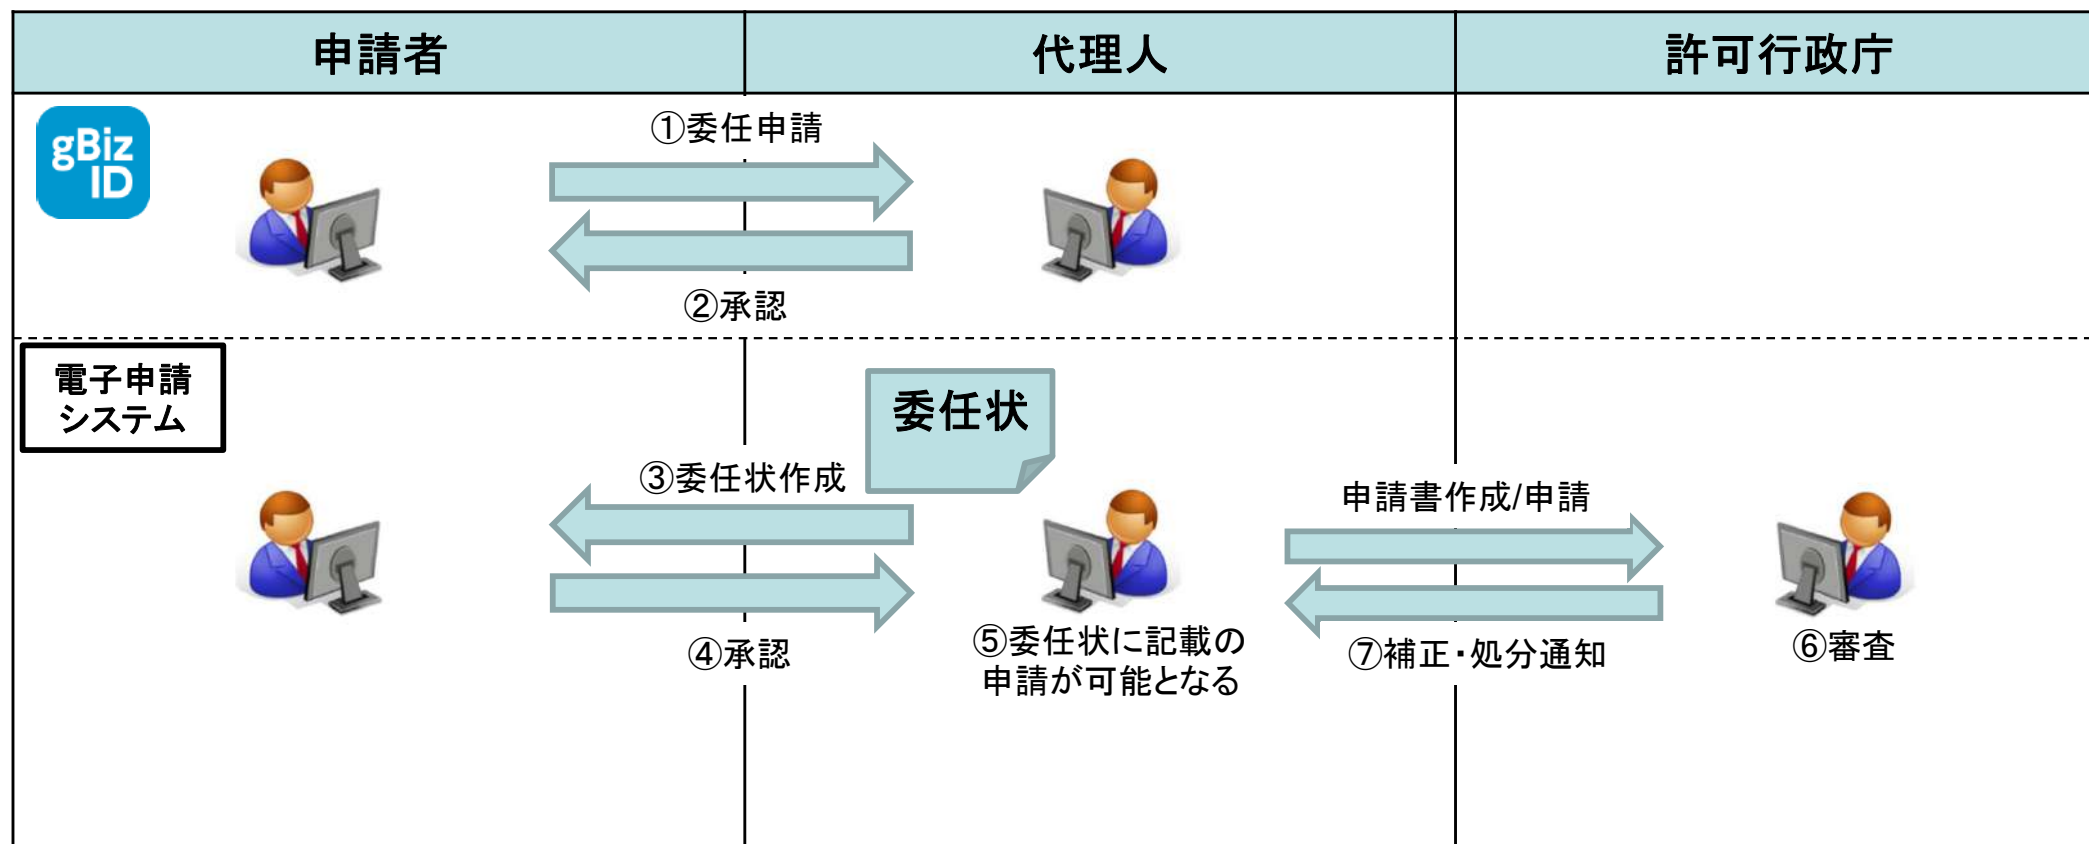 申請者
代理人
許可行政庁
gBiz
ID
①委任申請
②承認
電子申請
システム
委任状
③委任状作成
④承認
⑤委任状に記載の
申請が可能となる
申請書作成/申請
⑦補正・処分通知
⑥審査